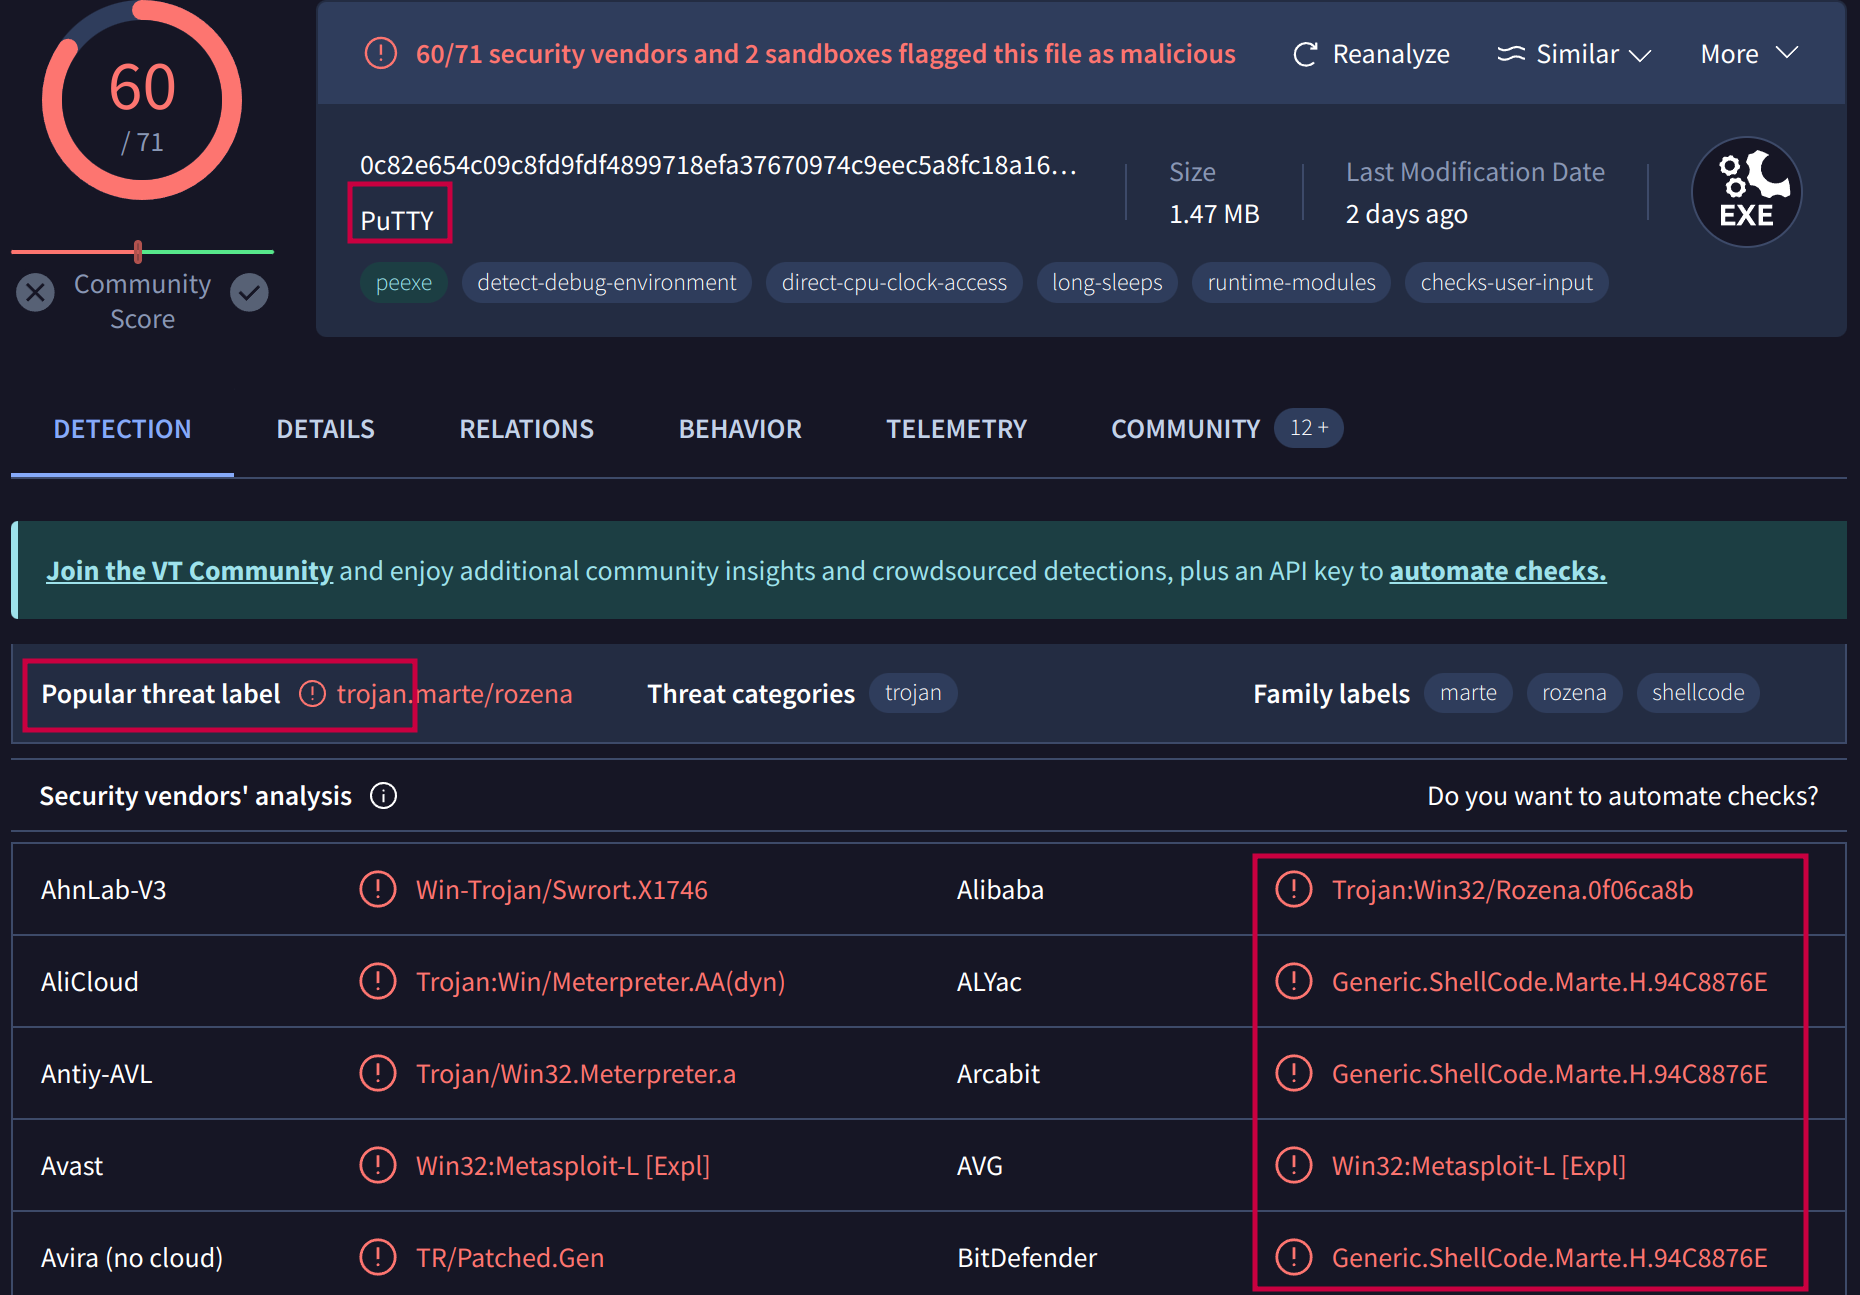 60
/ 71
Community
Score
60/71 security vendors and 2 sandboxes flagged this file as malicious
Reanalyze
Similar
More
0c82e654c09c8fd9fdf4899718efa37670974c9eec5a8fc18a16...
PuTTY
Size
1.47 MB
Last Modification Date
2 days ago
EXE
peexe
detect-debug-environment
direct-cpu-clock-access
long-sleeps
runtime-modules
checks-user-input
DETECTION
DETAILS
RELATIONS
BEHAVIOR
TELEMETRY
COMMUNITY
12 +
Join the VT Community and enjoy additional community insights and crowdsourced detections, plus an API key to automate checks.
Popular threat label
trojan.marte/rozena
Threat categories
trojan
Family labels
marte
rozena
shellcode
Security vendors' analysis
Do you want to automate checks?
AhnLab-V3
Win-Trojan/Swrort.X1746
Alibaba
Trojan:Win32/Rozena.0f06ca8b
AliCloud
Trojan:Win/Meterpreter.AA(dyn)
ALYac
Generic.ShellCode.Marte.H.94C8876E
Antiy-AVL
Trojan/Win32.Meterpreter.a
Arcabit
Generic.ShellCode.Marte.H.94C8876E
Avast
Win32:Metasploit-L [Expl]
AVG
Win32:Metasploit-L [Expl]
Avira (no cloud)
TR/Patched.Gen
BitDefender
Generic.ShellCode.Marte.H.94C8876E